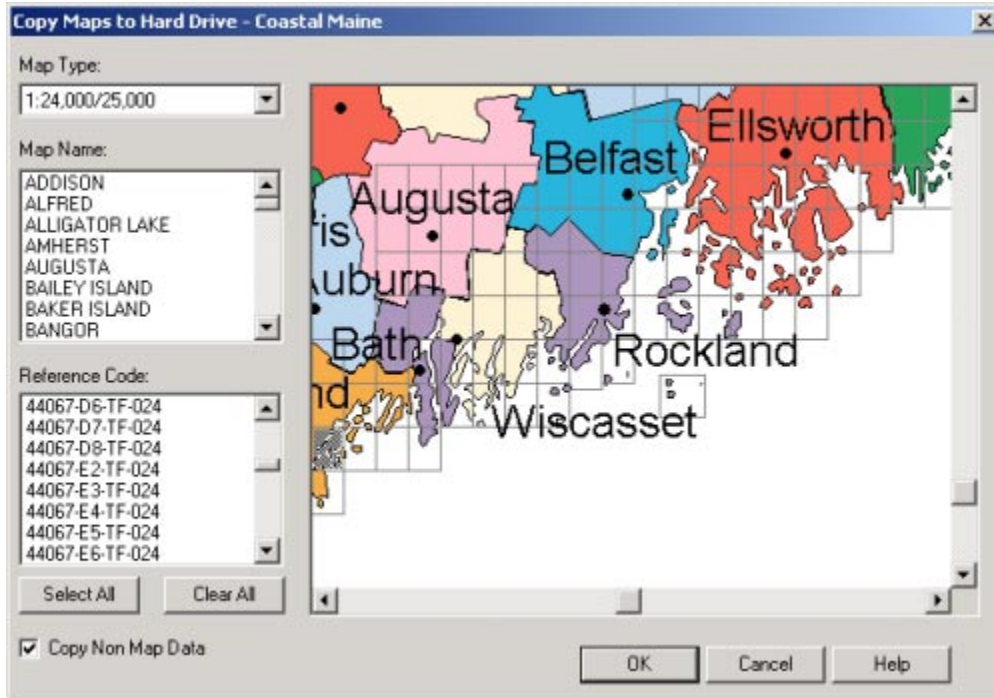 Copy Maps to Hard Drive - Coastal Maine
Map Type:
1:24,000/25,000
Map Name:
ADDISON
ALFRED
ALLIGATOR LAKE
AMHERST
AUGUSTA
BAILEY ISLAND
BAKER ISLAND
BANGOR
Reference Code:
44067-D6-TF-024
44067-D7-TF-024
44067-D8-TF-024
44067-E2-TF-024
44067-E3-TF-024
44067-E4-TF-024
44067-E5-TF-024
44067-E6-TF-024
Select All
Clear All
Copy Non Map Data
Ellsworth
Belfast
Augusta
ris
Auburn
Bath
Rockland
nd
Wiscasset
OK
Cancel
Help